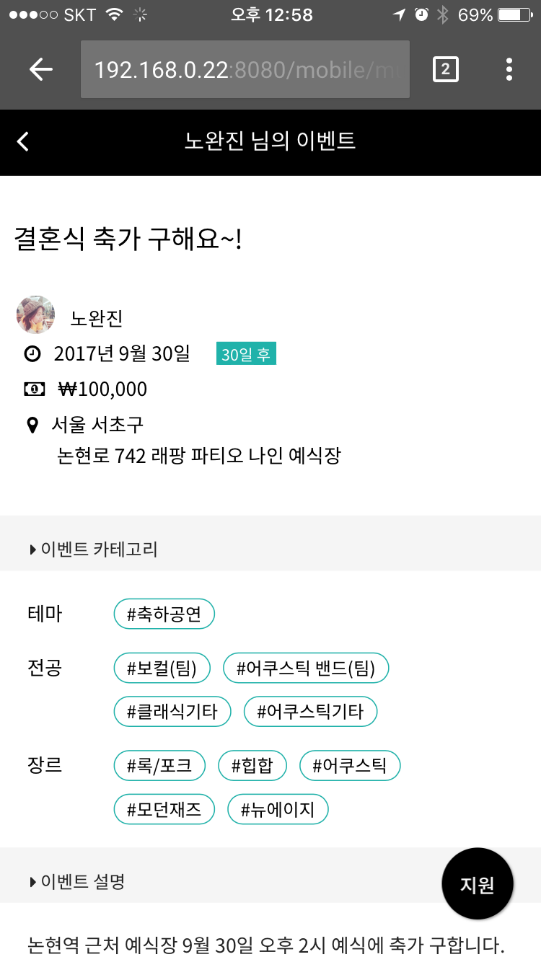 SKT 오후 12:58 69%
192.168.0.22:8080/mobile/m 2
노완진 님의 이벤트
결혼식 축가 구해요~!
노완진
2017년 9월 30일 30일 후
₩100,000
서울 서초구
논현로 742 래팡 파티오 나인 예식장
이벤트 카테고리
테마 #축하공연
전공 #보컬(팀) #어쿠스틱 밴드(팀)
#클래식기타 #어쿠스틱기타
장르 #록/포크 #힙합 #어쿠스틱
#모던재즈 #뉴에이지
이벤트 설명
지원
논현역 근처 예식장 9월 30일 오후 2시 예식에 축가 구합니다.